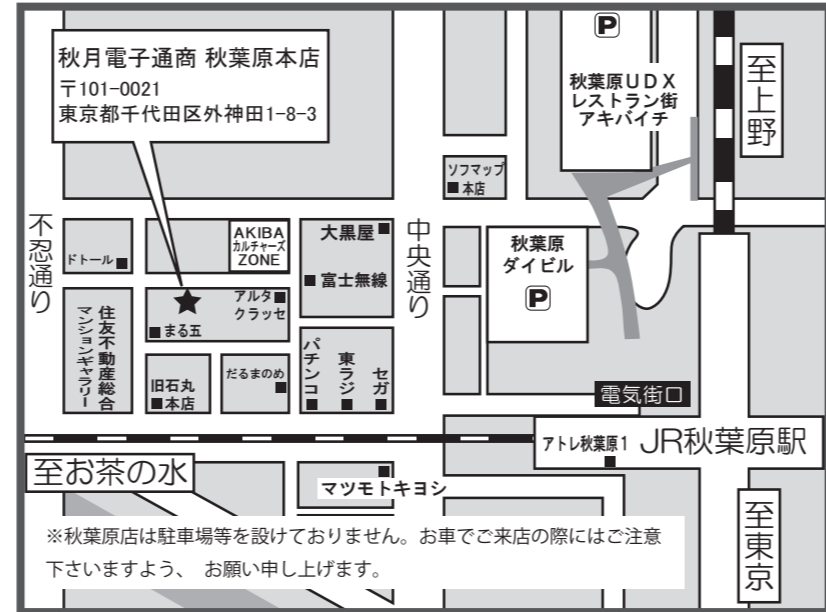 秋月電子通商 秋葉原本店
〒101-0021
東京都千代田区外神田1-8-3
P
秋葉原UDX
レストラン街
アキバイチ
至上野
ソフマップ
■本店
不忍通り
ドトール■
AKIBA
カルチャーズ
ZONE
大黒屋■
■富士無線
中央通り
秋葉原
ダイビル
P
住友不動産総合
マンションギャラリー
★
アルタ■
クラッセ
■まる五
旧石丸
■本店
だるまのめ
■
パチンコ■
東ラジ■
セガ■
電気街口
アトレ秋葉原1
■
JR秋葉原駅
至お茶の水
■
マツモトキヨシ
至東京
※秋葉原店は駐車場等を設けておりません。お車でご来店の際にはご注意
下さいますよう、 お願い申し上げます。